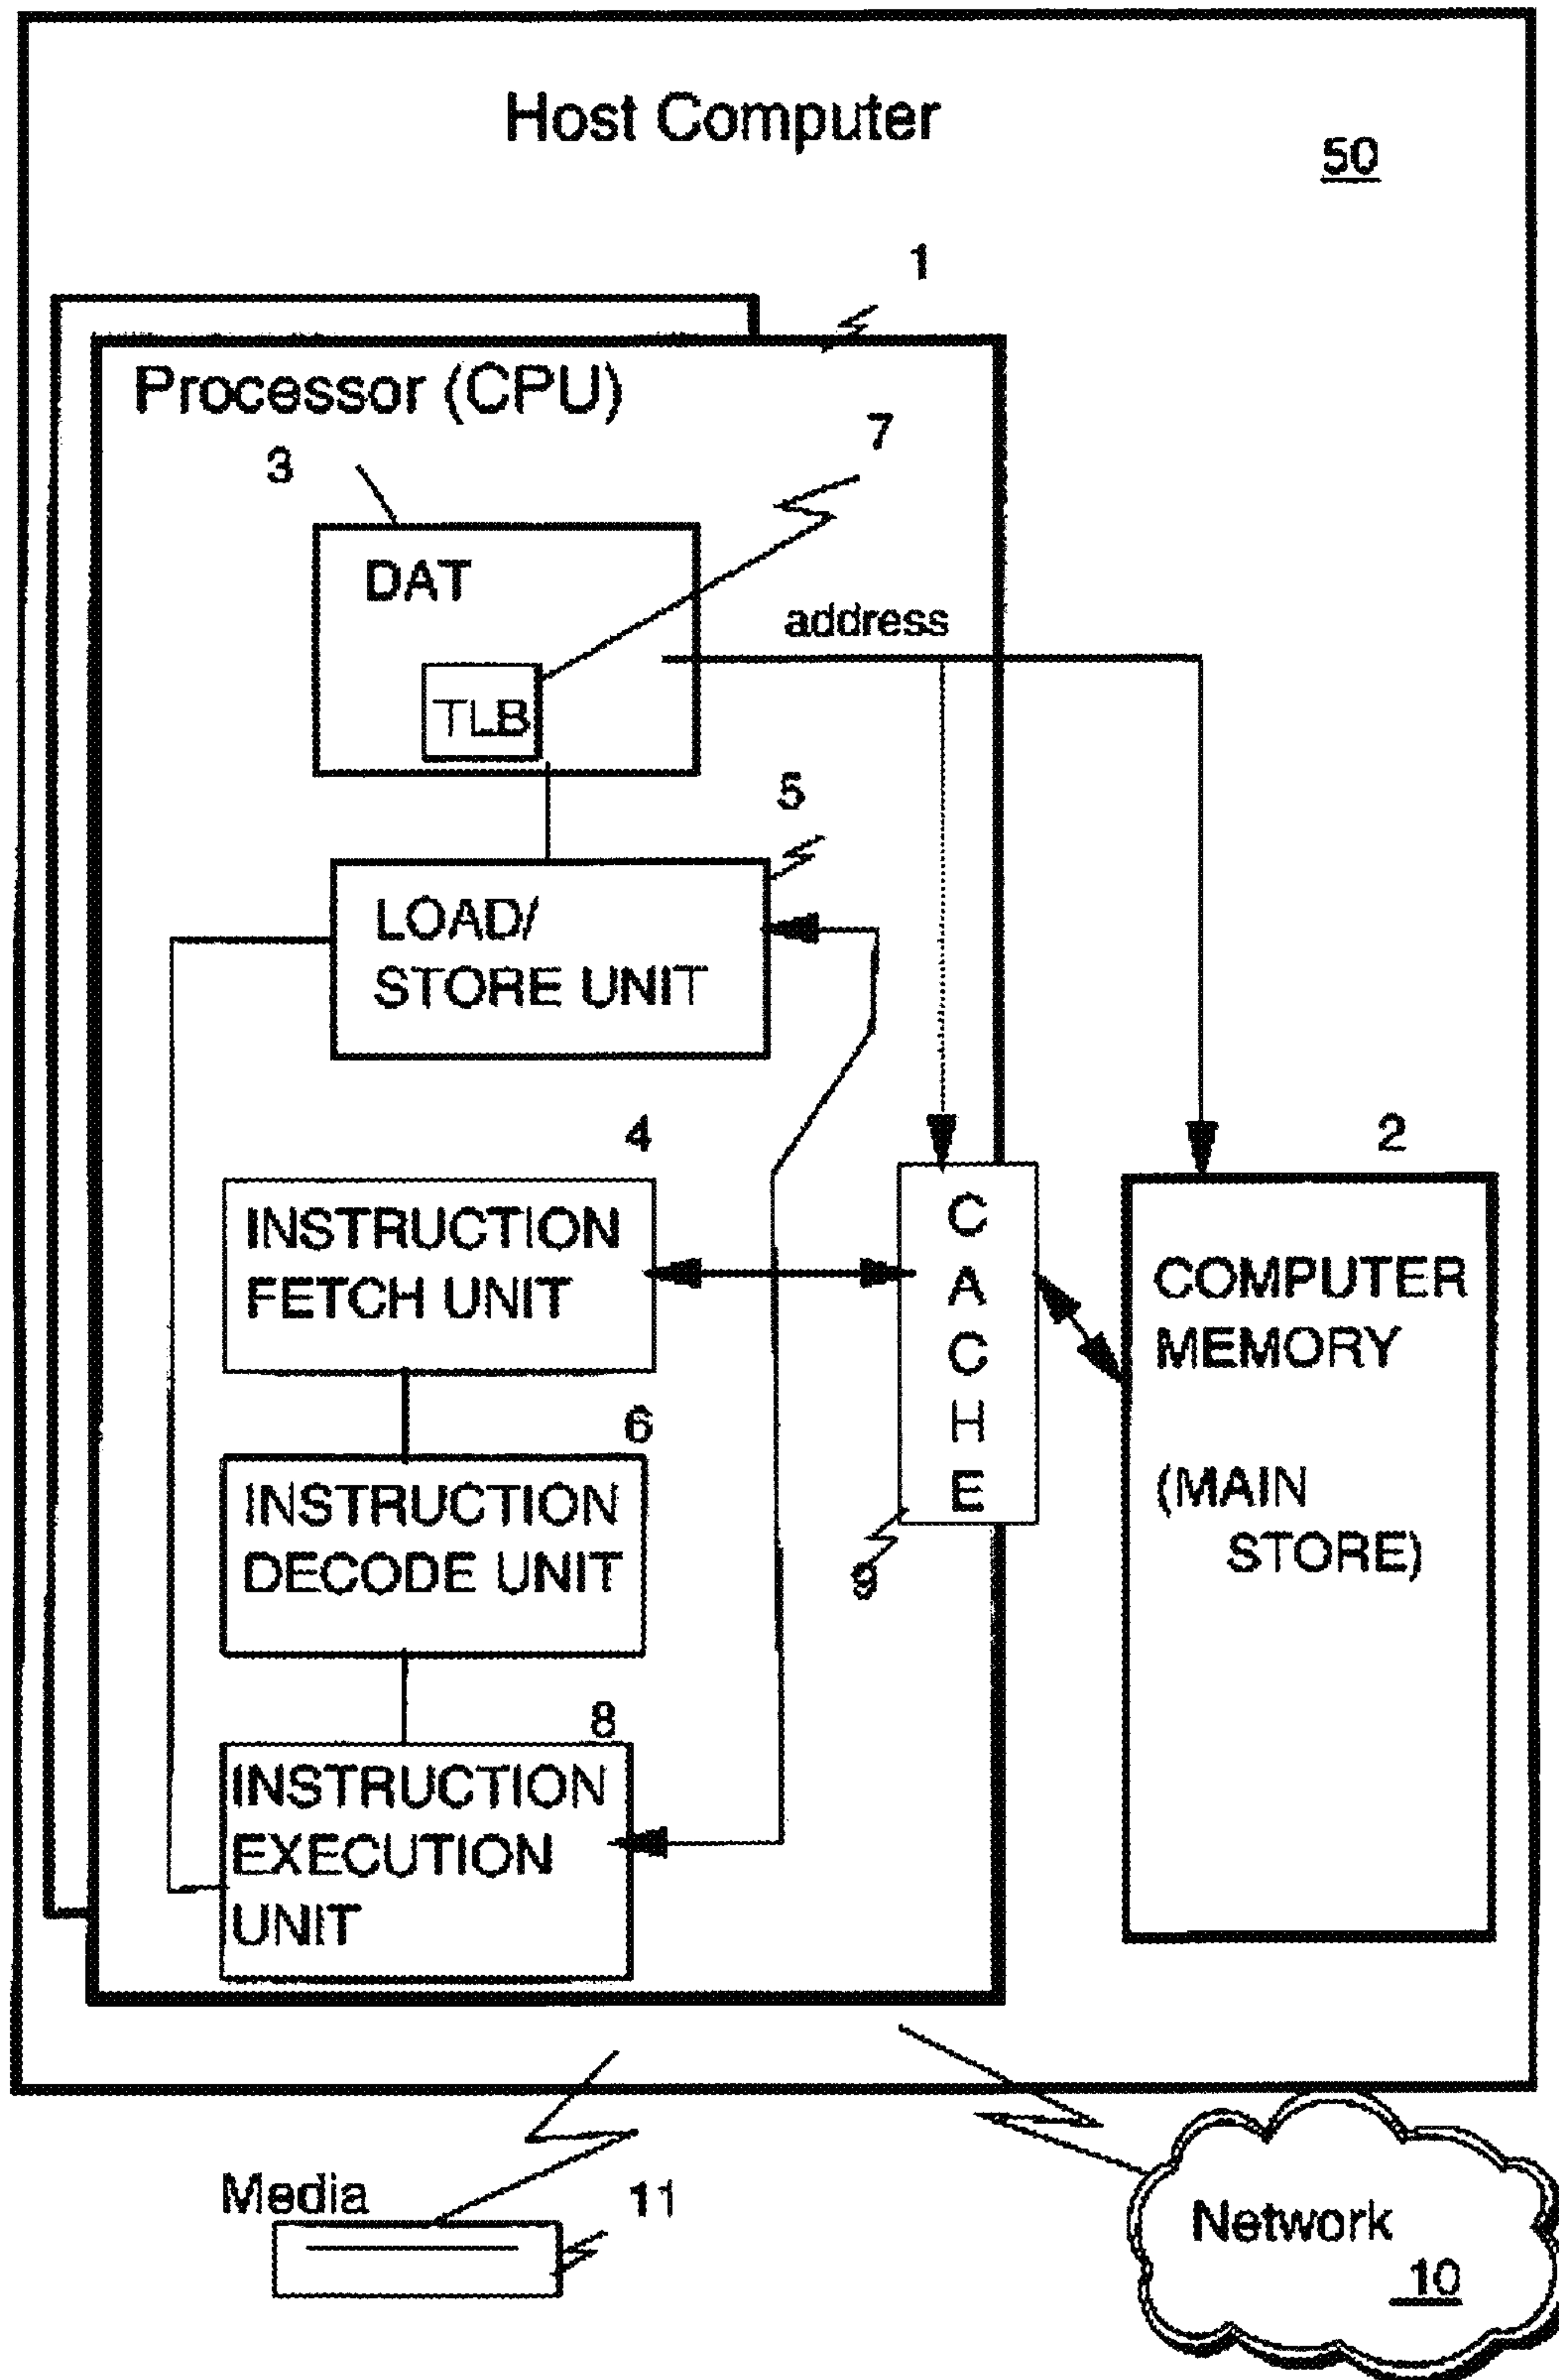 Host Computer
50
1
Processor (CPU)
3
7
DAT
address
TLB
5
LOAD/
STORE UNIT
4
2
INSTRUCTION
FETCH UNIT
C
A
C
H
E
COMPUTER
MEMORY
(MAIN
STORE)
6
INSTRUCTION
DECODE UNIT
9
8
INSTRUCTION
EXECUTION
UNIT
Media
11
Network
10